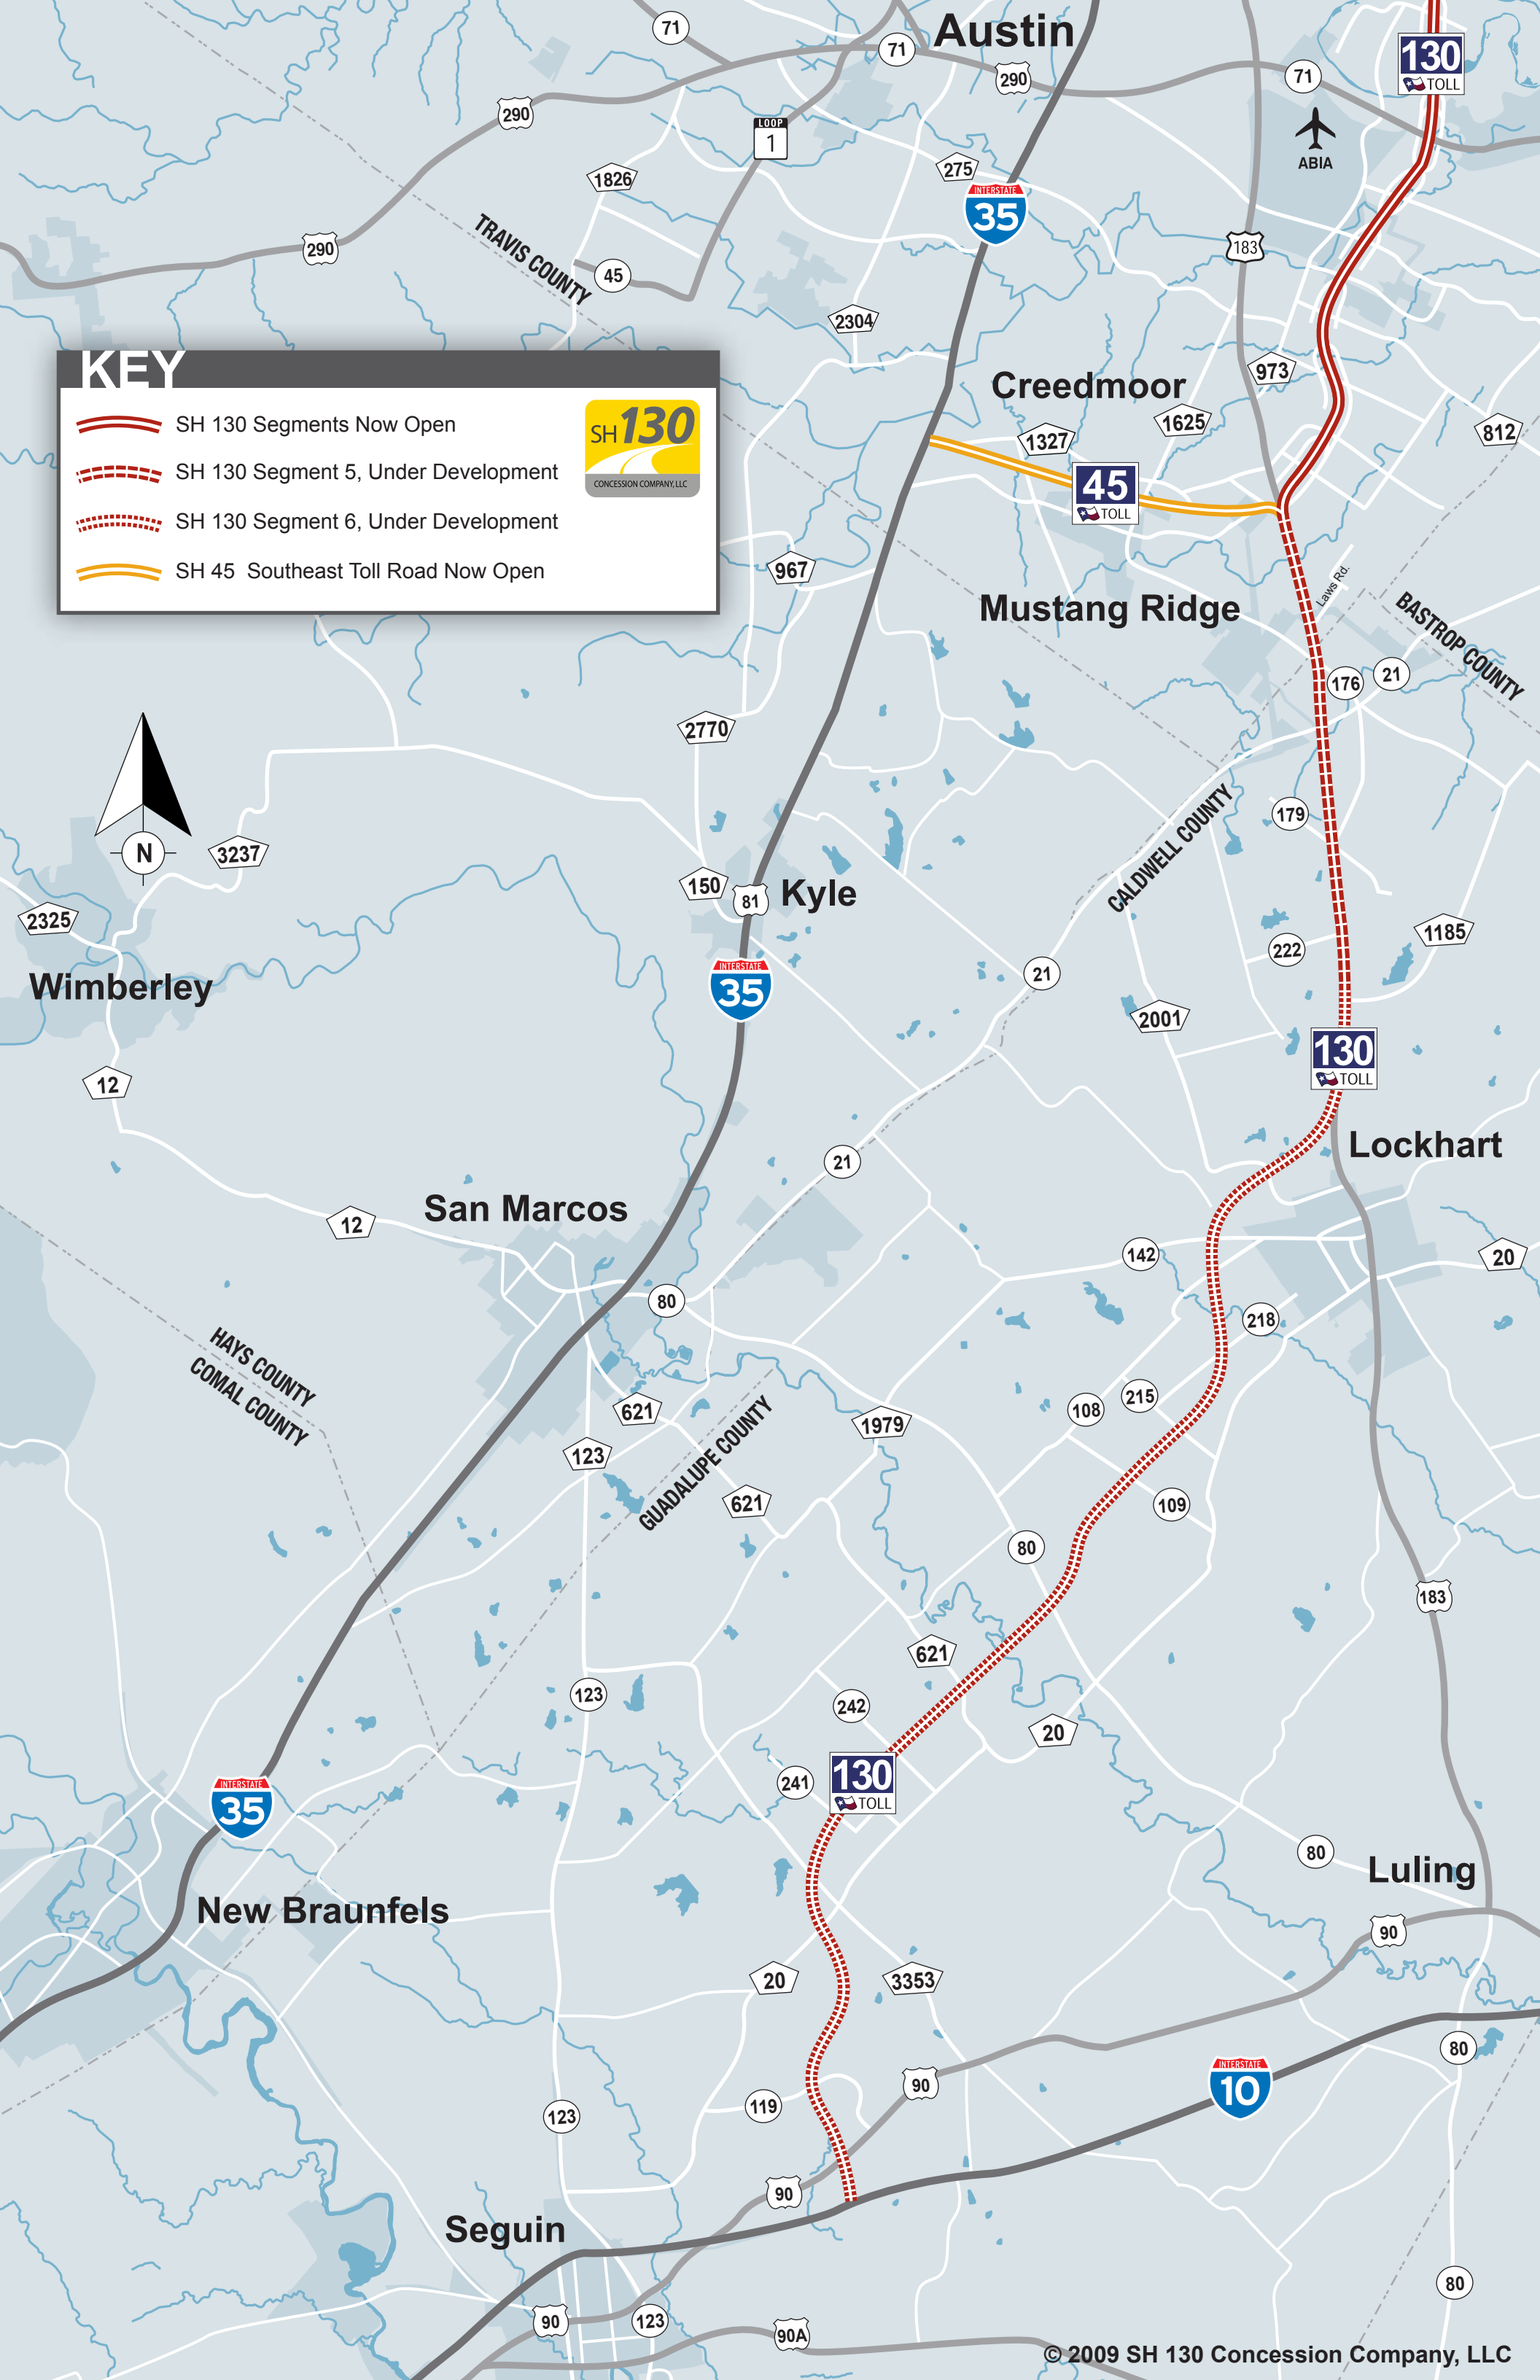 71
71
Austin
290
71
130
TOLL
290
LOOP
1
ABIA
1826
275
INTERSTATE
35
290
183
TRAVIS COUNTY
45
2304
KEY
SH 130 Segments Now Open
SH 130 Segment 5, Under Development
SH 130 Segment 6, Under Development
SH 45 Southeast Toll Road Now Open
SH 130
CONCESSION COMPANY, LLC
973
Creedmoor
1625
1327
812
45
TOLL
967
Laws Rd.
Mustang Ridge
BASTROP COUNTY
176
21
2770
179
CALDWELL COUNTY
N
3237
150
81
Kyle
2325
1185
222
Wimberley
INTERSTATE
35
21
2001
130
TOLL
12
Lockhart
21
San Marcos
12
142
20
80
218
HAYS COUNTY
COMAL COUNTY
621
108
215
1979
123
GUADALUPE COUNTY
621
109
80
183
621
123
242
20
130
TOLL
241
INTERSTATE
35
80
Luling
New Braunfels
90
20
3353
80
90
INTERSTATE
10
119
123
90
Seguin
80
90
123
90A
© 2009 SH 130 Concession Company, LLC